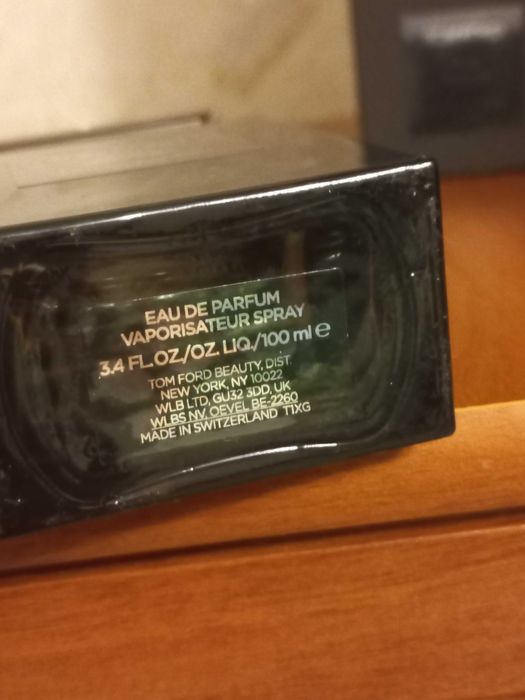 EAU DE PARFUM
VAPORISATEUR SPRAY
3.4 FL.OZ./OZ. LIQ./100 ml e
TOM FORD BEAUTY, DIST.
NEW YORK, NY 10022
WLB LTD, GU32 3DD, UK
WLBS NV, OEVEL BE-2260
MADE IN SWITZERLAND T1XG